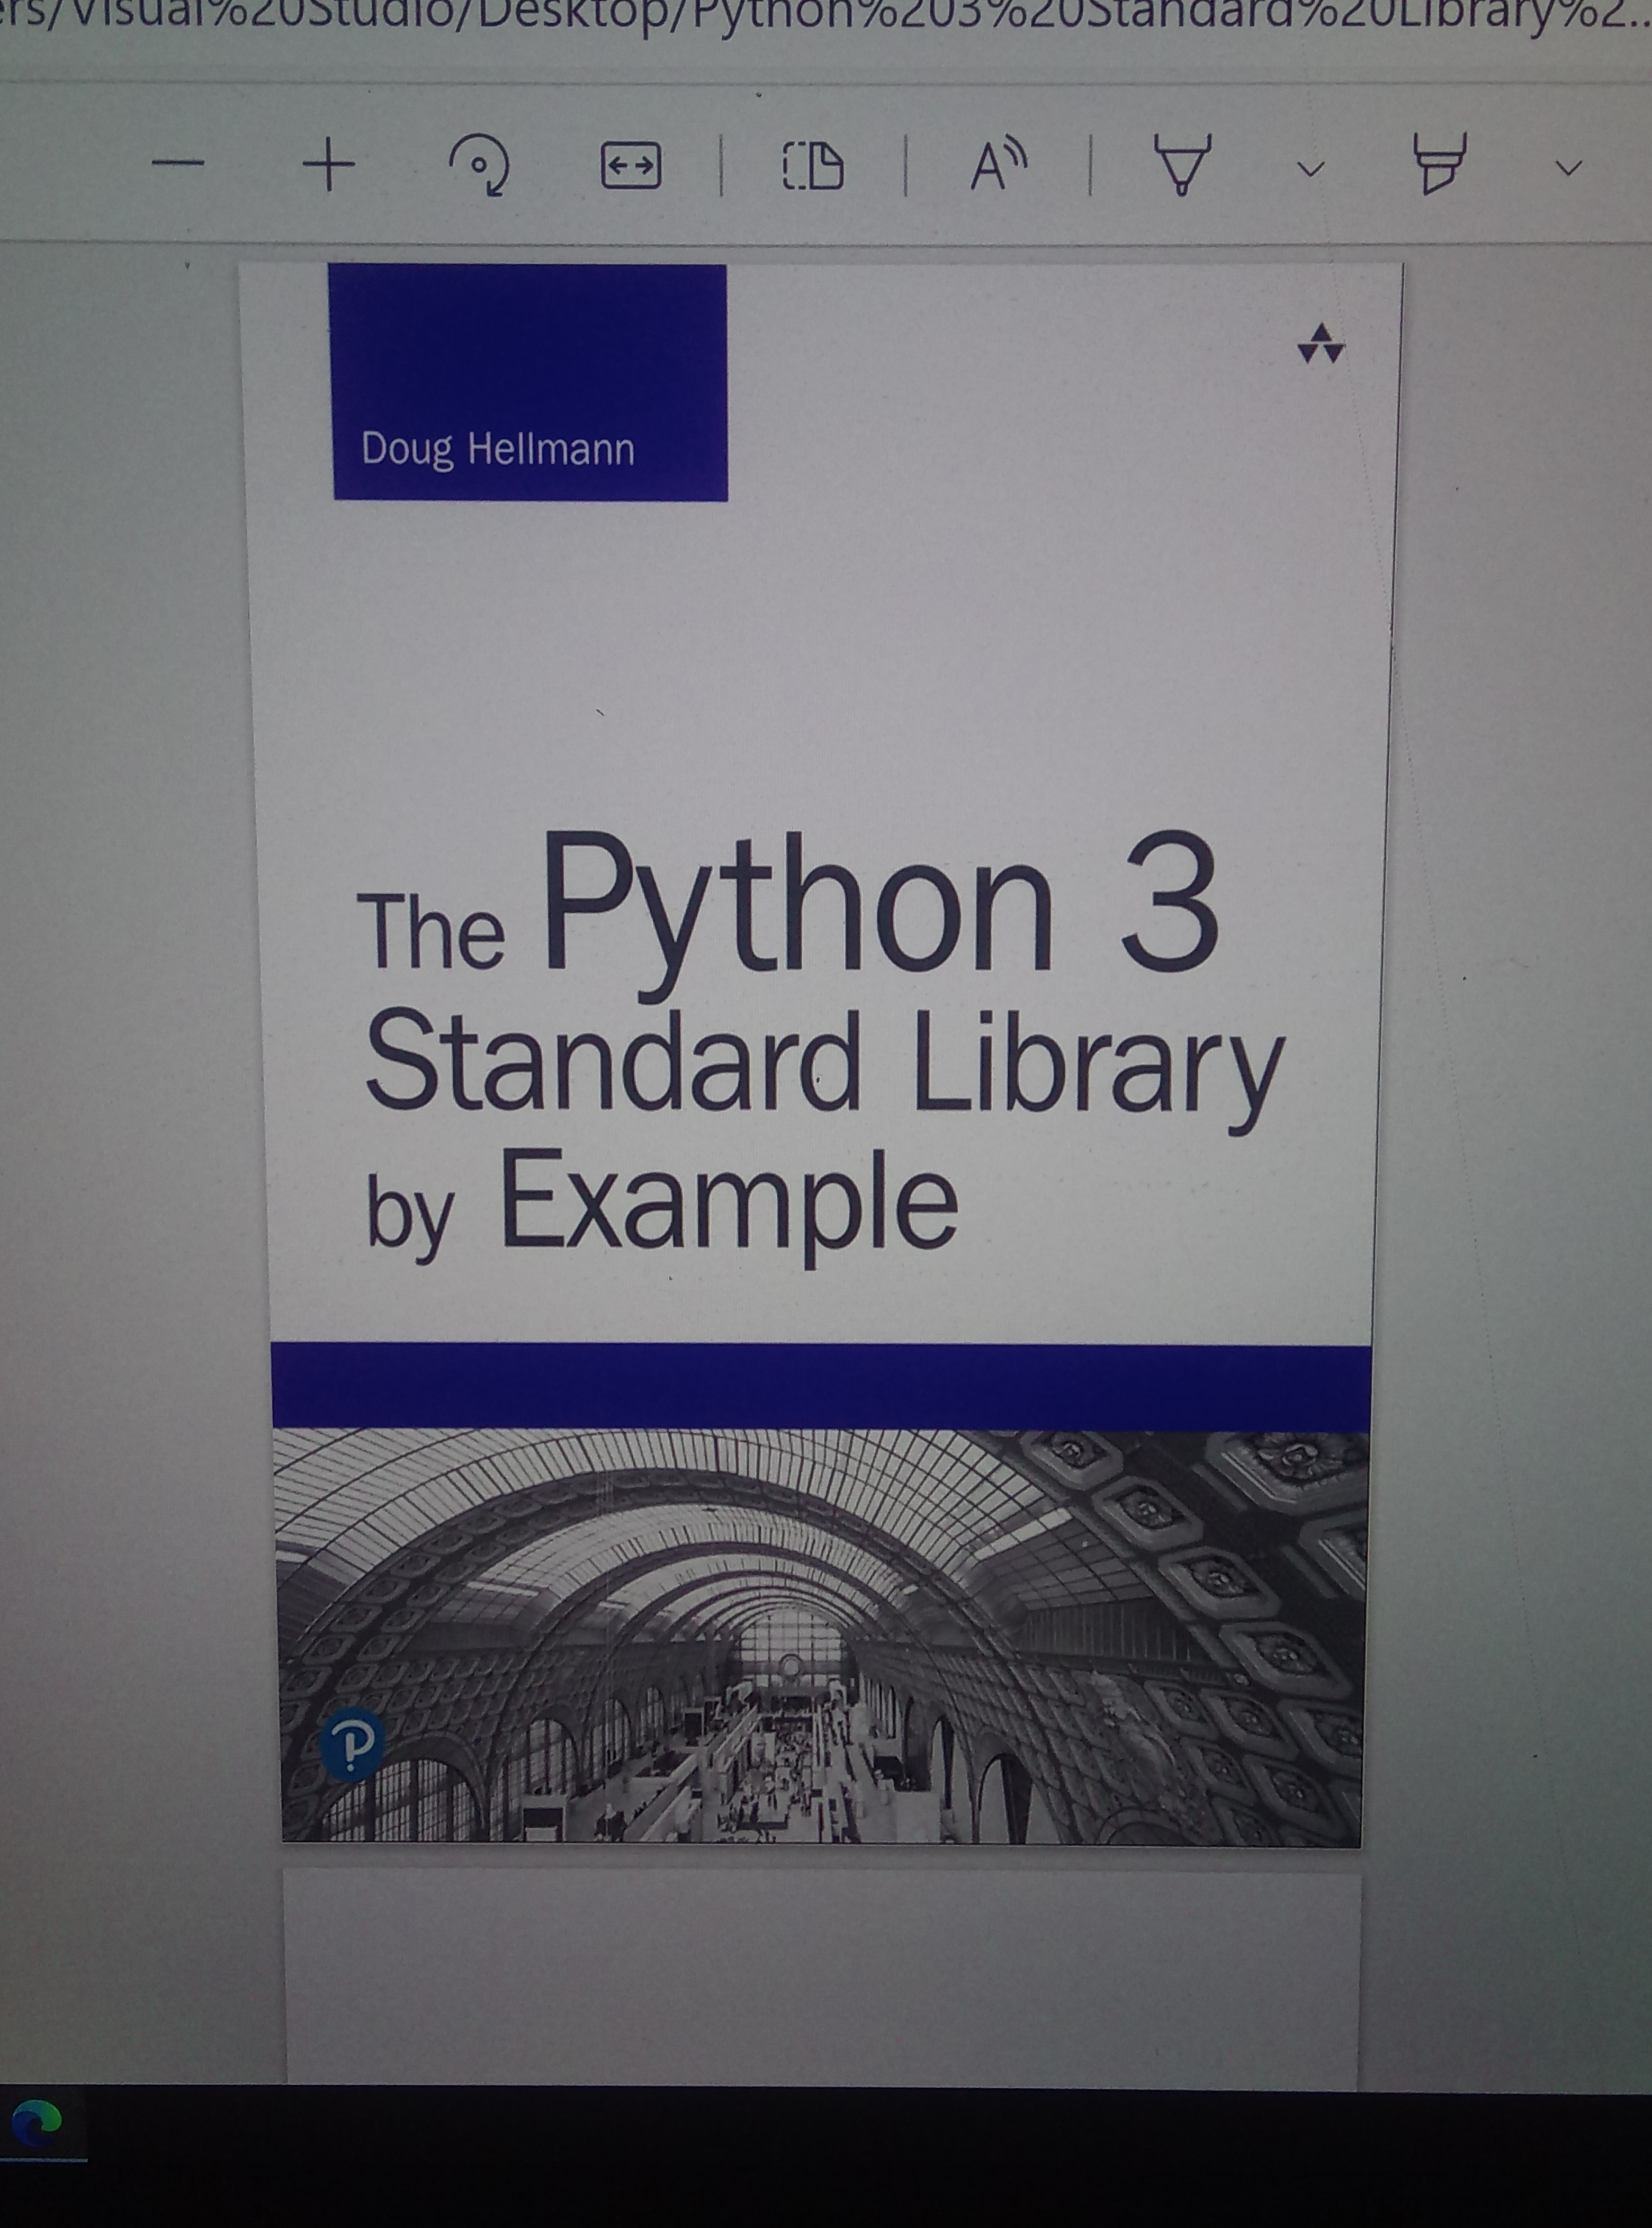 ers/Visual%20Studio/Desktop/Python%203%20Standard%20Library%2...
Doug Hellmann
The Python 3
Standard Library
by Example